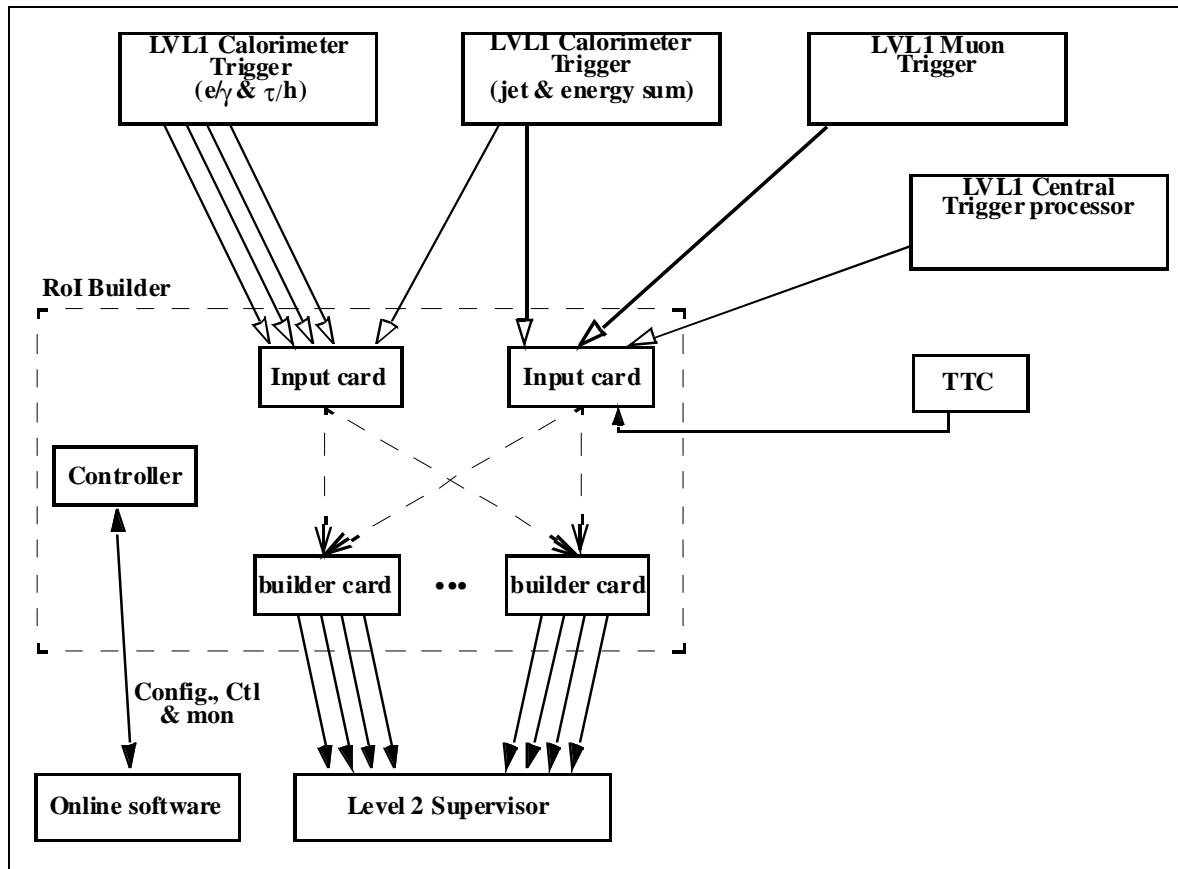 LVL1 Calorimeter
Trigger
(e/γ & τ/h)
LVL1 Calorimeter
Trigger
(jet & energy sum)
LVL1 Muon
Trigger
LVL1 Central
Trigger processor
RoI Builder
Input card
Input card
TTC
Controller
builder card
•••
builder card
Config., Ctl
& mon
Online software
Level 2 Supervisor